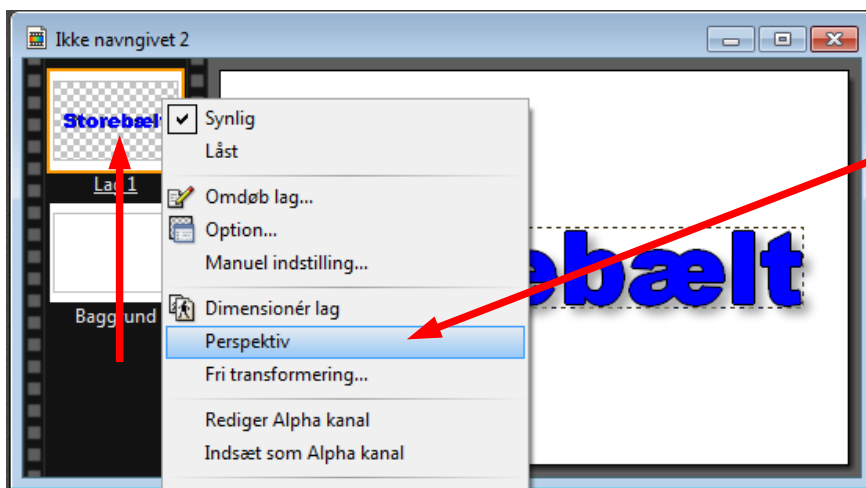 Ikke navngivet 2
Storebælt
Lag 1
Baggrund
Synlig
Låst
Omdøb lag...
Option...
Manuel indstilling...
Dimensionér lag
Perspektiv
Fri transformering...
Rediger Alpha kanal
Indsæt som Alpha kanal
ebælt